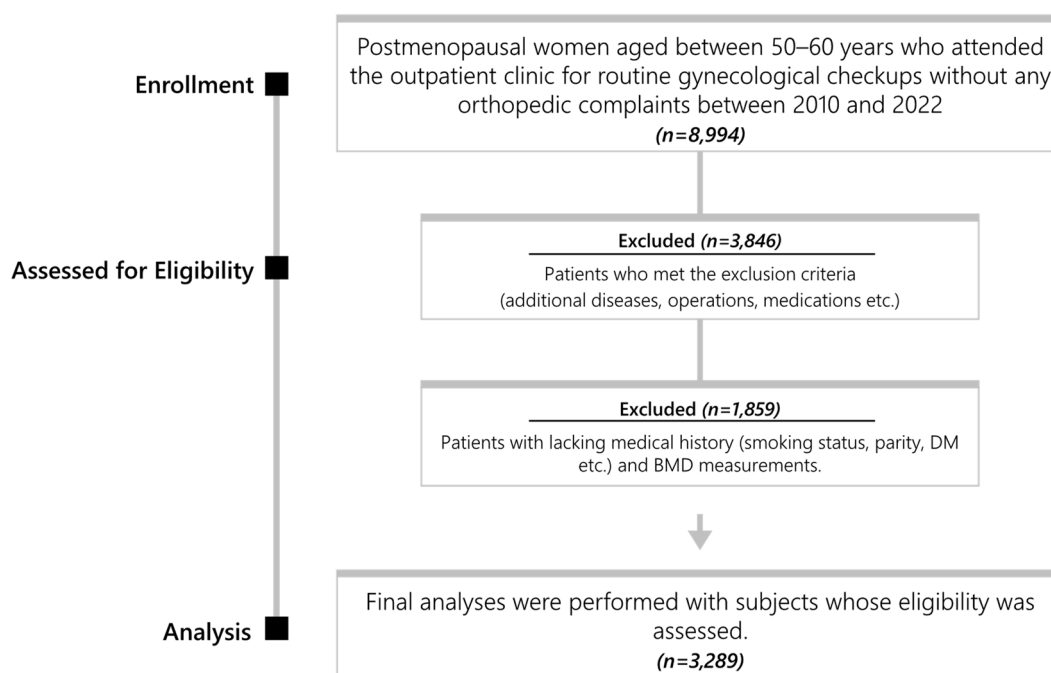 Enrollment
Postmenopausal women aged between 50–60 years who attended
the outpatient clinic for routine gynecological checkups without any
orthopedic complaints between 2010 and 2022
(n=8,994)
Assessed for Eligibility
Excluded (n=3,846)
Patients who met the exclusion criteria
(additional diseases, operations, medications etc.)
Excluded (n=1,859)
Patients with lacking medical history (smoking status, parity, DM
etc.) and BMD measurements.
Analysis
Final analyses were performed with subjects whose eligibility was
assessed.
(n=3,289)